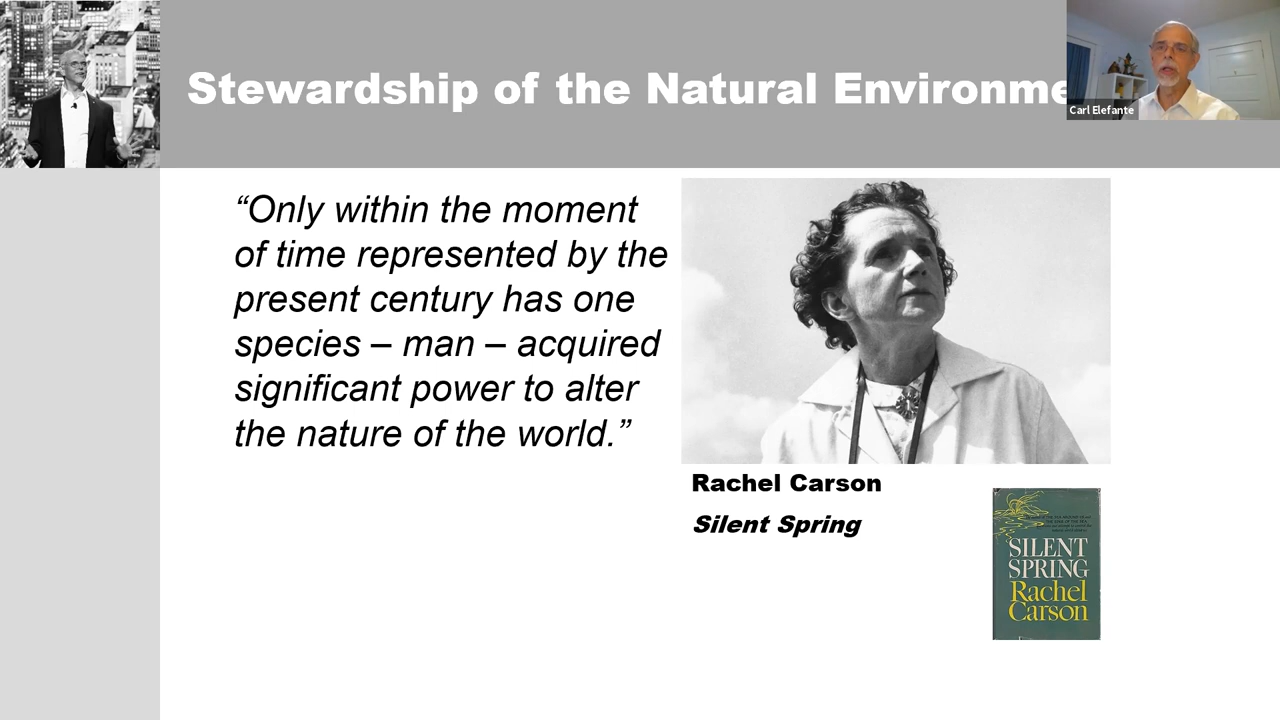 Stewardship of the Natural Environme
Carl Elefante
“Only within the moment
of time represented by the
present century has one
species – man – acquired
significant power to alter
the nature of the world.”
Rachel Carson
Silent Spring
SILENT
SPRING
Rachel
Carson